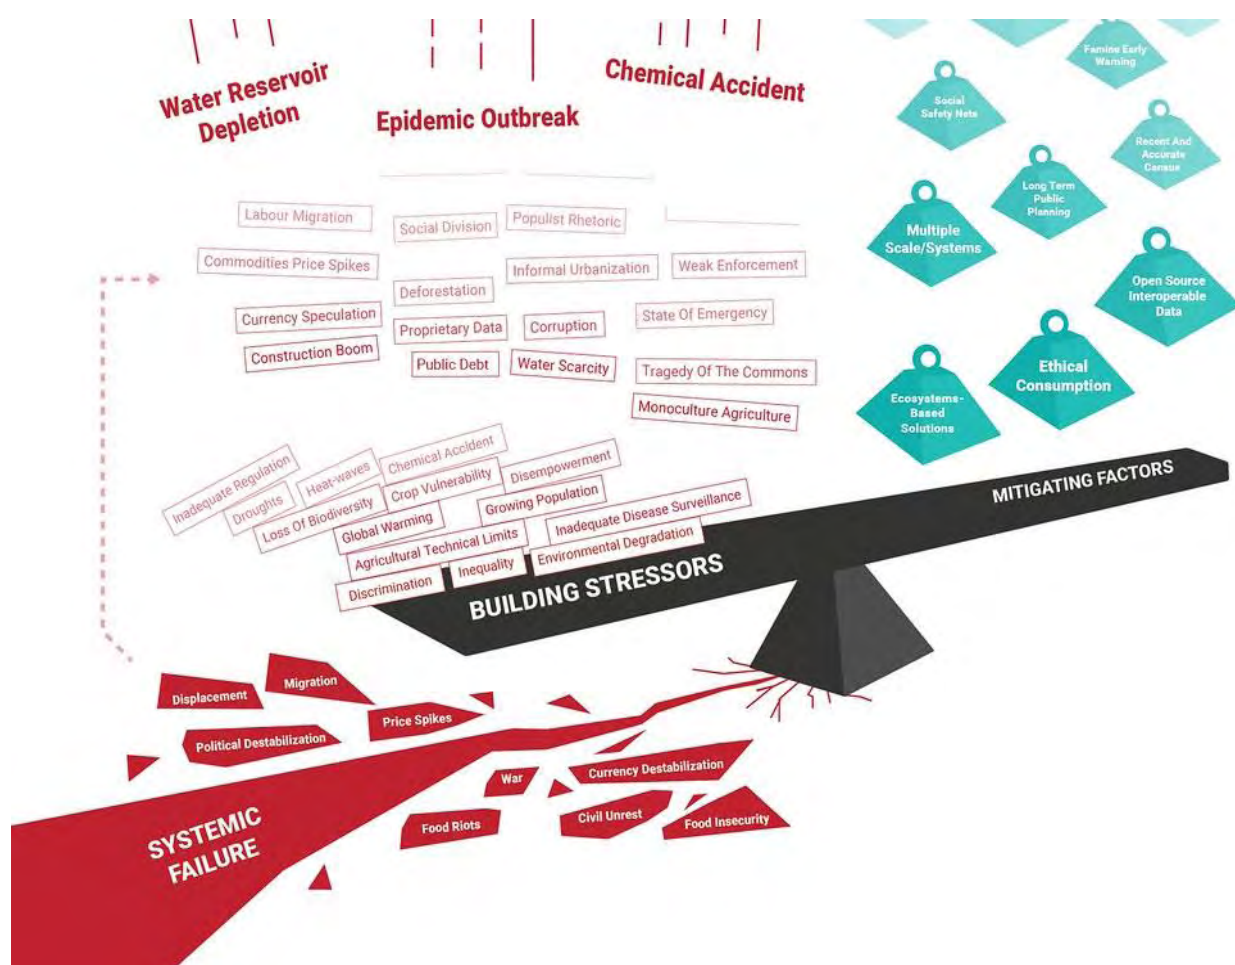 Water Reservoir
Depletion
Epidemic Outbreak
Chemical Accident
Famine Early
Warning
Social
Safety Nets
Recent And
Accurate
Census
Long Term
Public
Planning
Multiple
Scale/Systems
Open Source
Interoperable
Data
Ethical
Consumption
Ecosystems-
Based
Solutions
Labour Migration
Social Division
Populist Rhetoric
Commodities Price Spikes
Informal Urbanization
Weak Enforcement
Deforestation
Currency Speculation
Proprietary Data
Corruption
State Of Emergency
Construction Boom
Public Debt
Water Scarcity
Tragedy Of The Commons
Monoculture Agriculture
Inadequate Regulation
Droughts
Heat-waves
Chemical Accident
Loss Of Biodiversity
Crop Vulnerability
Disempowerment
Global Warming
Growing Population
Agricultural Technical Limits
Inadequate Disease Surveillance
Discrimination
Inequality
Environmental Degradation
BUILDING STRESSORS
MITIGATING FACTORS
Displacement
Migration
Political Destabilization
Price Spikes
War
Currency Destabilization
Food Riots
Civil Unrest
Food Insecurity
SYSTEMIC
FAILURE